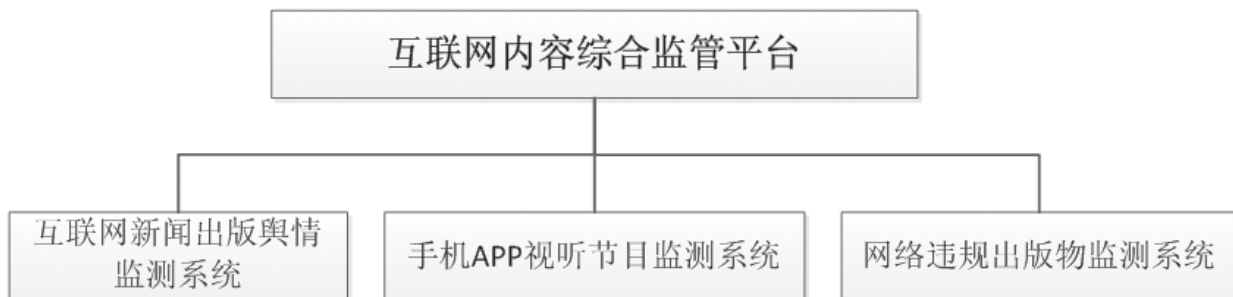 互联网内容综合监管平台
互联网新闻出版舆情
监测系统
手机APP视听节目监测系统
网络违规出版物监测系统